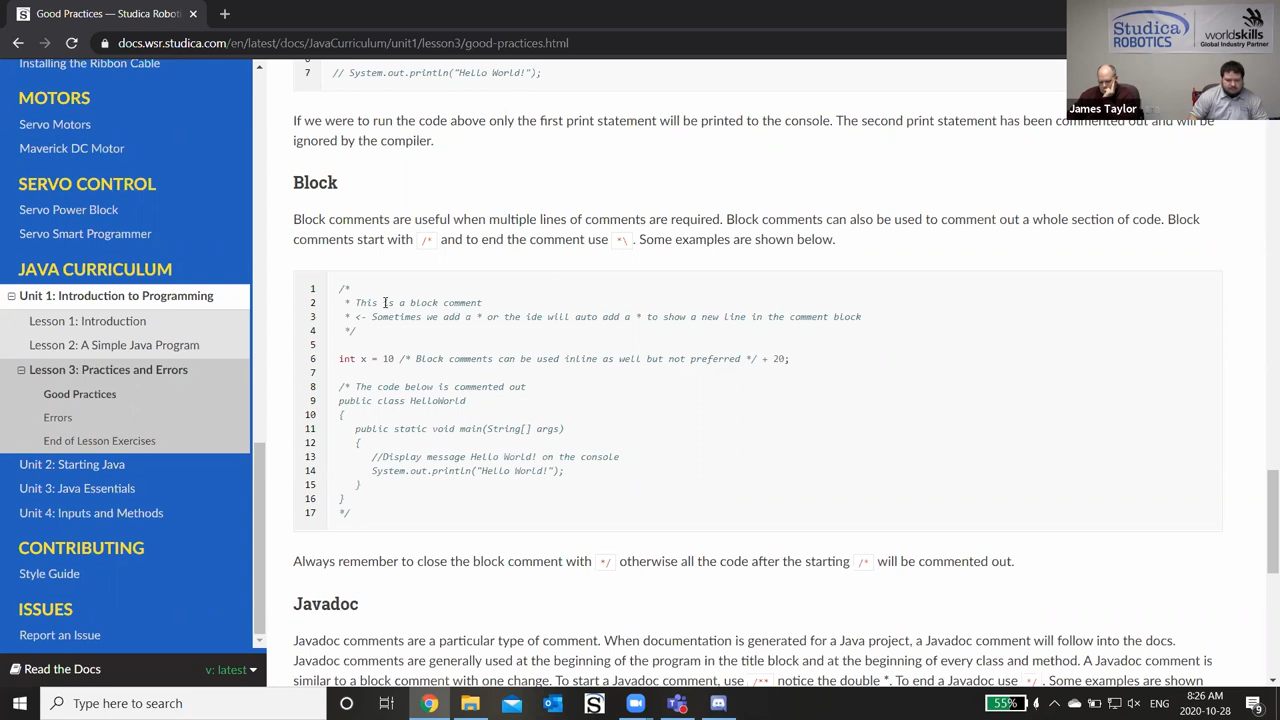 Good Practices — Studica Robotics
docs.wsr.studica.com/en/latest/docs/JavaCurriculum/unit1/lesson3/good-practices.html
Studica
ROBOTICS
worldskills
Global Industry Partner
James Taylor
Installing the Ribbon Cable
MOTORS
Servo Motors
Maverick DC Motor
SERVO CONTROL
Servo Power Block
Servo Smart Programmer
JAVA CURRICULUM
Unit 1: Introduction to Programming
Lesson 1: Introduction
Lesson 2: A Simple Java Program
Lesson 3: Practices and Errors
Good Practices
Errors
End of Lesson Exercises
Unit 2: Starting Java
Unit 3: Java Essentials
Unit 4: Inputs and Methods
CONTRIBUTING
Style Guide
ISSUES
Report an Issue
Read the Docs
v: latest
7 // System.out.println("Hello World!");
If we were to run the code above only the first print statement will be printed to the console. The second print statement has been commented out and will be
ignored by the compiler.
Block
Block comments are useful when multiple lines of comments are required. Block comments can also be used to comment out a whole section of code. Block
comments start with /* and to end the comment use *\. Some examples are shown below.
1 /*
2 * This is a block comment
3 * <- Sometimes we add a * or the ide will auto add a * to show a new line in the comment block
4 */
5
6 int x = 10 /* Block comments can be used inline as well but not preferred */ + 20;
7
8 /* The code below is commented out
9 public class HelloWorld
10 {
11 public static void main(String[] args)
12 {
13 //Display message Hello World! on the console
14 System.out.println("Hello World!");
15 }
16 }
17 */
Always remember to close the block comment with */ otherwise all the code after the starting /* will be commented out.
Javadoc
Javadoc comments are a particular type of comment. When documentation is generated for a Java project, a Javadoc comment will follow into the docs.
Javadoc comments are generally used at the beginning of the program in the title block and at the beginning of every class and method. A Javadoc comment is
similar to a block comment with one change. To start a Javadoc comment, use /** notice the double *. To end a Javadoc use */. Some examples are shown
Type here to search
55%
ENG
8:26 AM
2020-10-28
9